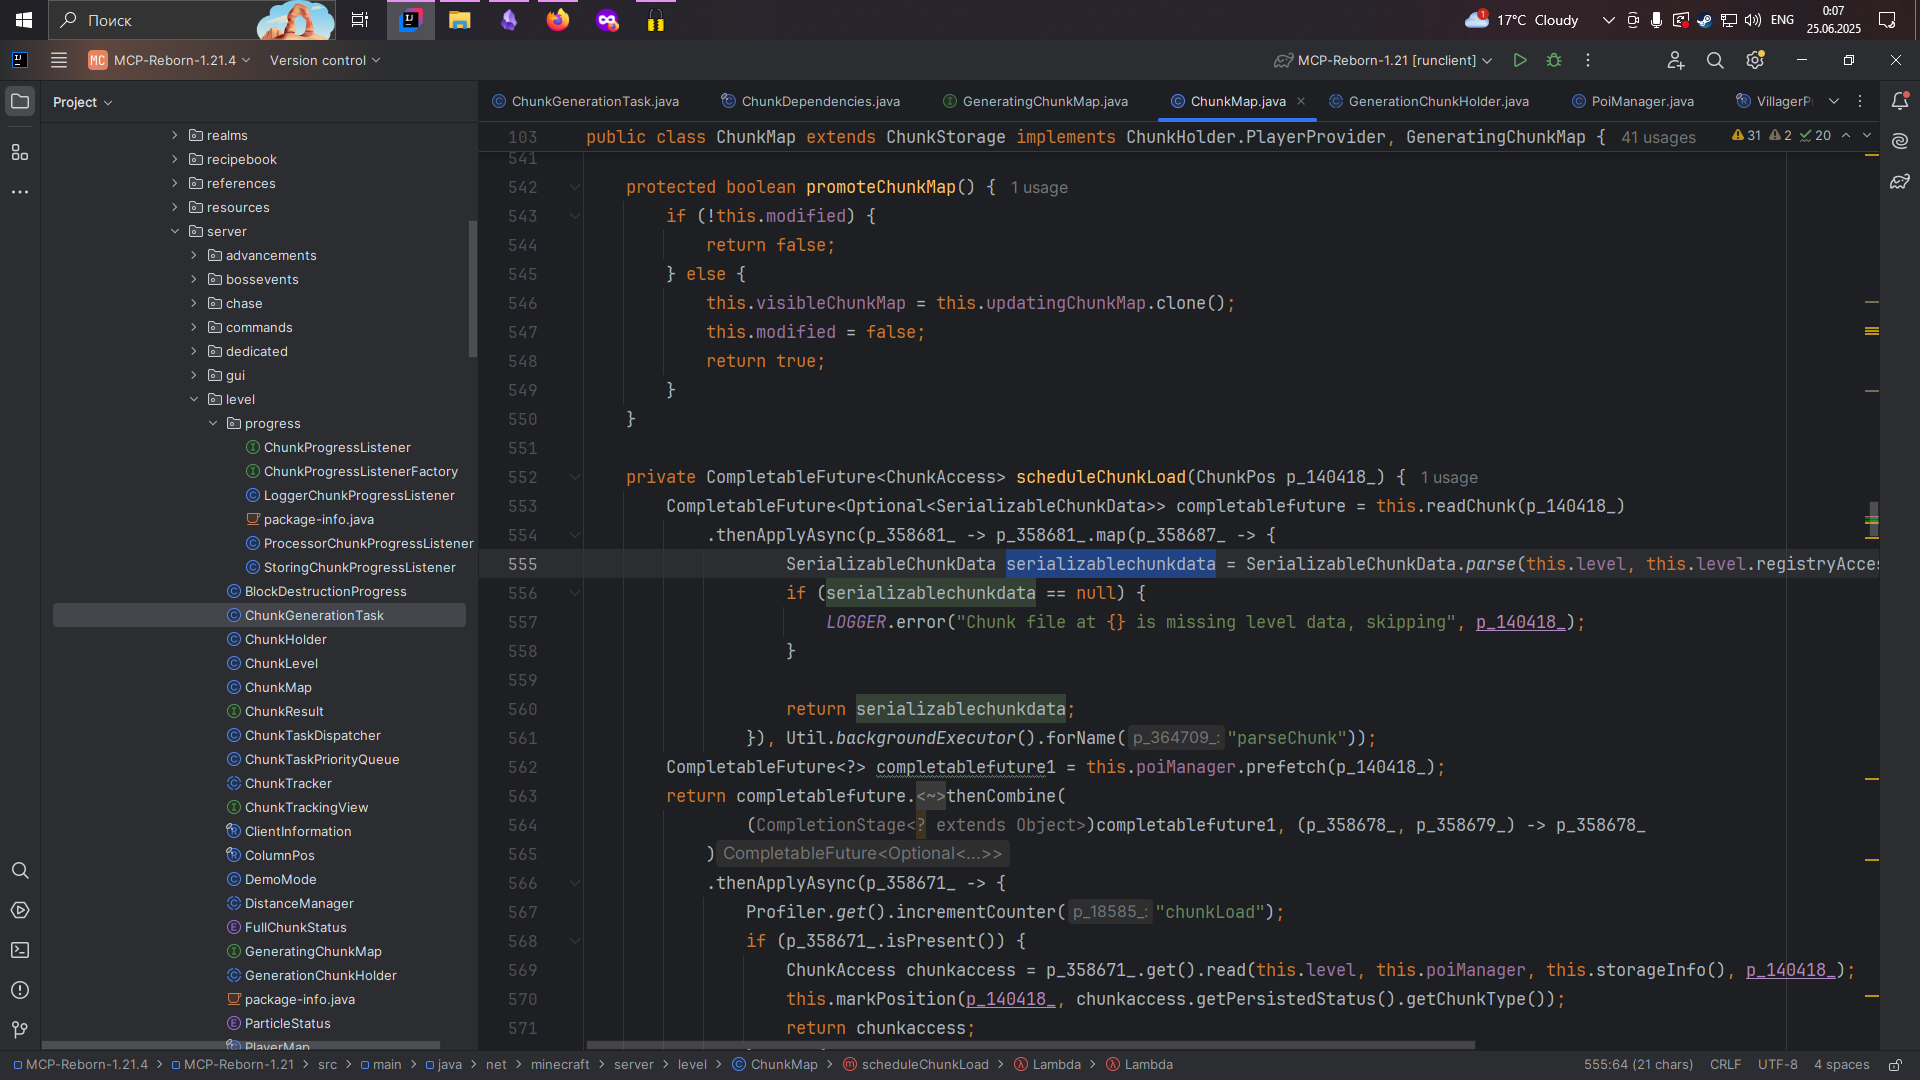 Поиск
17°C Cloudy
ENG
0:07
25.06.2025
MC MCP-Reborn-1.21.4
Version control
MCP-Reborn-1.21 [runclient]
Project
ChunkGenerationTask.java
ChunkDependencies.java
GeneratingChunkMap.java
ChunkMap.java
GenerationChunkHolder.java
PoiManager.java
VillagerP
realms
recipebook
references
resources
server
advancements
bossevents
chase
commands
dedicated
gui
level
progress
ChunkProgressListener
ChunkProgressListenerFactory
LoggerChunkProgressListener
package-info.java
ProcessorChunkProgressListener
StoringChunkProgressListener
BlockDestructionProgress
ChunkGenerationTask
ChunkHolder
ChunkLevel
ChunkMap
ChunkResult
ChunkTaskDispatcher
ChunkTaskPriorityQueue
ChunkTracker
ChunkTrackingView
ClientInformation
ColumnPos
DemoMode
DistanceManager
FullChunkStatus
GeneratingChunkMap
GenerationChunkHolder
package-info.java
ParticleStatus
PlayerMap
103 public class ChunkMap extends ChunkStorage implements ChunkHolder.PlayerProvider, GeneratingChunkMap { 41 usages
31 2 20
541
542 protected boolean promoteChunkMap() { 1 usage
543 if (!this.modified) {
544 return false;
545 } else {
546 this.visibleChunkMap = this.updatingChunkMap.clone();
547 this.modified = false;
548 return true;
549 }
550 }
551
552 private CompletableFuture<ChunkAccess> scheduleChunkLoad(ChunkPos p_140418_) { 1 usage
553 CompletableFuture<Optional<SerializableChunkData>> completablefuture = this.readChunk(p_140418_)
554 .thenApplyAsync(p_358681_ -> p_358681_.map(p_358687_ -> {
555 SerializableChunkData serializablechunkdata = SerializableChunkData.parse(this.level, this.level.registryAcces
556 if (serializablechunkdata == null) {
557 LOGGER.error("Chunk file at {} is missing level data, skipping", p_140418_);
558 }
559
560 return serializablechunkdata;
561 }), Util.backgroundExecutor().forName( p_364709_: "parseChunk"));
562 CompletableFuture<?> completablefuture1 = this.poiManager.prefetch(p_140418_);
563 return completablefuture.<~>thenCombine(
564 (CompletionStage<? extends Object>)completablefuture1, (p_358678_, p_358679_) -> p_358678_
565 ) CompletableFuture<Optional<...>>
566 .thenApplyAsync(p_358671_ -> {
567 Profiler.get().incrementCounter( p_18585_: "chunkLoad");
568 if (p_358671_.isPresent()) {
569 ChunkAccess chunkaccess = p_358671_.get().read(this.level, this.poiManager, this.storageInfo(), p_140418_);
570 this.markPosition(p_140418_, chunkaccess.getPersistedStatus().getChunkType());
571 return chunkaccess;
MCP-Reborn-1.21.4 > MCP-Reborn-1.21 > src > main > java > net > minecraft > server > level > ChunkMap > scheduleChunkLoad > Lambda > Lambda
555:64 (21 chars) CRLF UTF-8 4 spaces